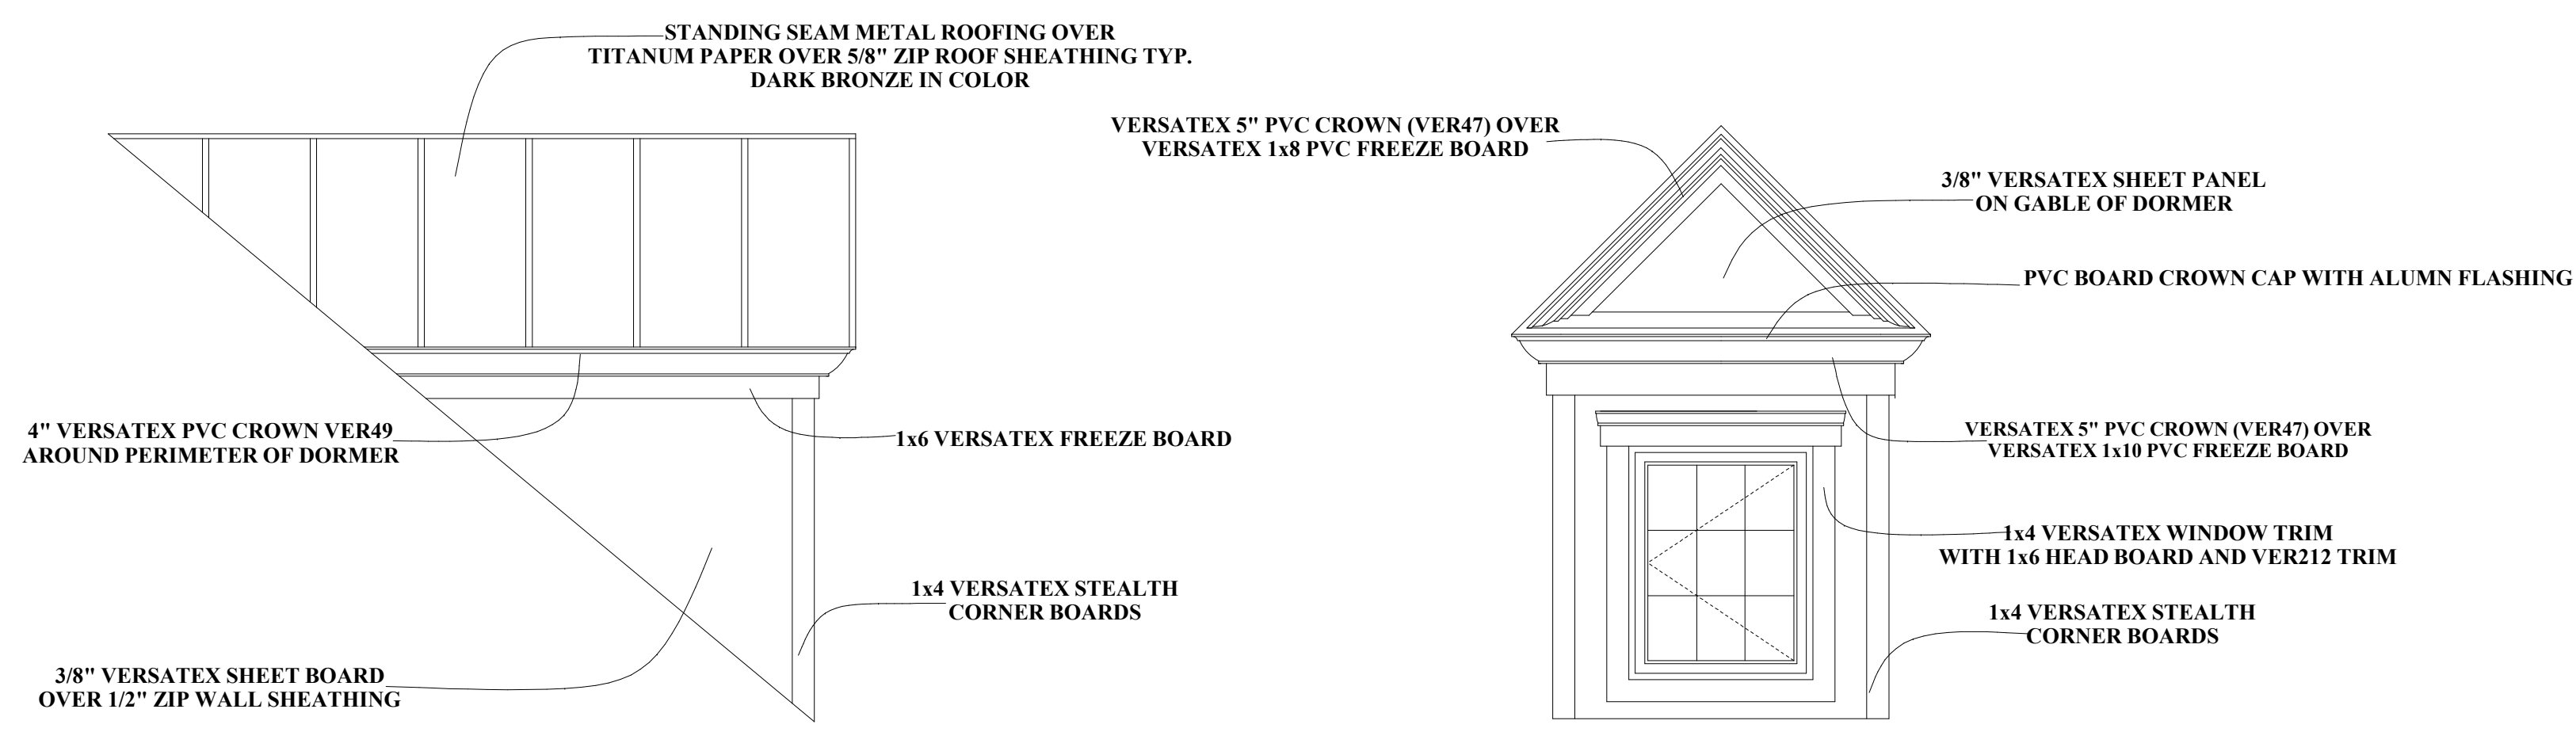 STANDING SEAM METAL ROOFING OVER
TITANUM PAPER OVER 5/8" ZIP ROOF SHEATHING TYP.
DARK BRONZE IN COLOR
4" VERSATEX PVC CROWN VER49
AROUND PERIMETER OF DORMER
1x6 VERSATEX FREEZE BOARD
1x4 VERSATEX STEALTH
CORNER BOARDS
3/8" VERSATEX SHEET BOARD
OVER 1/2" ZIP WALL SHEATHING
VERSATEX 5" PVC CROWN (VER47) OVER
VERSATEX 1x8 PVC FREEZE BOARD
3/8" VERSATEX SHEET PANEL
ON GABLE OF DORMER
PVC BOARD CROWN CAP WITH ALUMN FLASHING
VERSATEX 5" PVC CROWN (VER47) OVER
VERSATEX 1x10 PVC FREEZE BOARD
1x4 VERSATEX WINDOW TRIM
WITH 1x6 HEAD BOARD AND VER212 TRIM
1x4 VERSATEX STEALTH
CORNER BOARDS